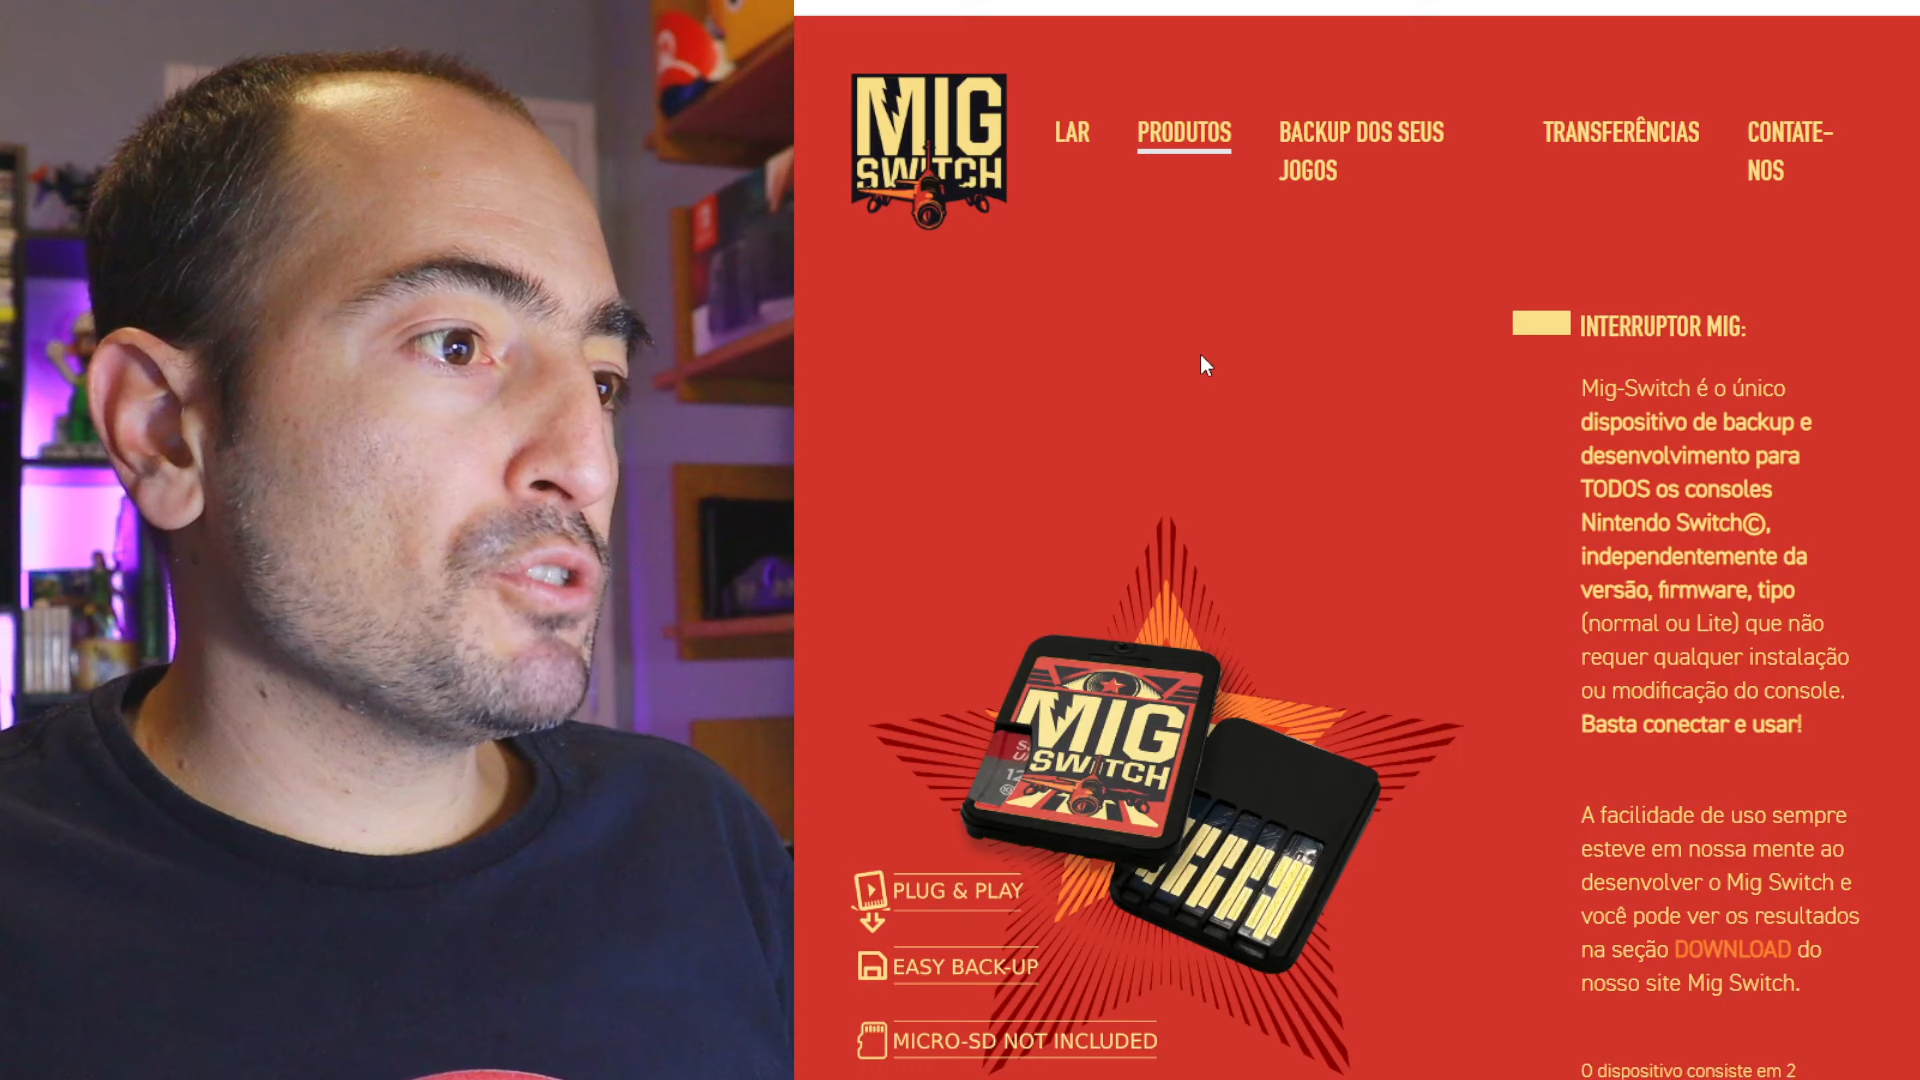 MIG
SWITCH
LAR
PRODUTOS
BACKUP DOS SEUS
JOGOS
TRANSFERÊNCIAS
CONTATE-
NOS
INTERRUPTOR MIG:
Mig-Switch é o único
dispositivo de backup e
desenvolvimento para
TODOS os consoles
Nintendo Switch©,
independentemente da
versão, firmware, tipo
(normal ou Lite) que não
requer qualquer instalação
ou modificação do console.
Basta conectar e usar!
A facilidade de uso sempre
esteve em nossa mente ao
desenvolver o Mig Switch e
você pode ver os resultados
na seção DOWNLOAD do
nosso site Mig Switch.
O dispositivo consiste em 2
MIG
SWITCH
PLUG & PLAY
EASY BACK-UP
MICRO-SD NOT INCLUDED